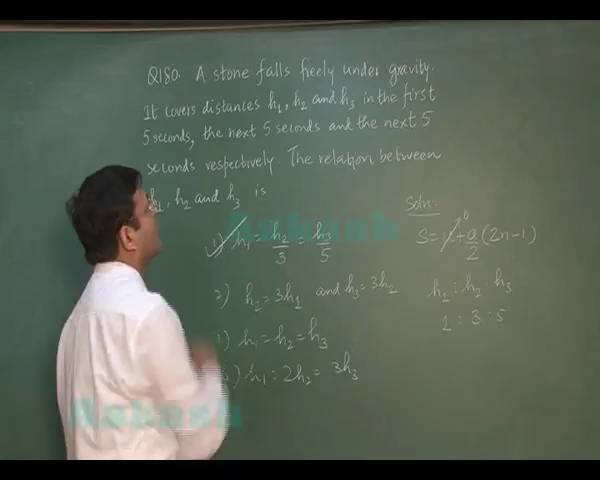 Q180. A stone falls freely under gravity.
It covers distances h₁, h₂ and h₃ in the first
5 seconds, the next 5 seconds and the next 5
seconds respectively. The relation between
h₁, h₂ and h₃ is
Soln:
1) h₁ = h₂/3 = h₃/5
S = u⁰ + a/2 (2n-1)
2) h₂ = 3h₁ and h₃ = 3h₂
h₁ : h₂ : h₃
1 : 3 : 5
) h₁ = h₂ = h₃
) h₁ = 2h₂ = 3h₃
Aakash
Aakash